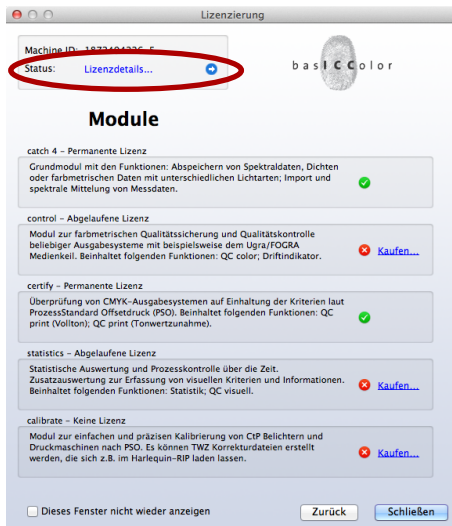 Lizenzierung
Machine ID:
Status: Lizenzdetails...
basICColor
Module
catch 4 – Permanente Lizenz
Grundmodul mit den Funktionen: Abspeichern von Spektraldaten, Dichten
oder farbmetrischen Daten mit unterschiedlichen Lichtarten; Import und
spektrale Mittelung von Messdaten.
control – Abgelaufene Lizenz
Modul zur farbmetrischen Qualitätssicherung und Qualitätskontrolle
beliebiger Ausgabesysteme mit beispielsweise dem Ugra/FOGRA
Medienkeil. Beinhaltet folgenden Funktionen: QC color; Driftindikator.
Kaufen...
certify – Permanente Lizenz
Überprüfung von CMYK-Ausgabesystemen auf Einhaltung der Kriterien laut
ProzessStandard Offsetdruck (PSO). Beinhaltet folgenden Funktionen: QC
print (Vollton); QC print (Tonwertzunahme).
statistics – Abgelaufene Lizenz
Statistische Auswertung und Prozesskontrolle über die Zeit.
Zusatzauswertung zur Erfassung von visuellen Kriterien und Informationen.
Beinhaltet folgenden Funktionen: Statistik; QC visuell.
Kaufen...
calibrate – Keine Lizenz
Modul zur einfachen und präzisen Kalibrierung von CtP Belichtern und
Druckmaschinen nach PSO. Es können TWZ Korrekturdateien erstellt
werden, die sich z.B. im Harlequin-RIP laden lassen.
Kaufen...
Dieses Fenster nicht wieder anzeigen
Zurück
Schließen